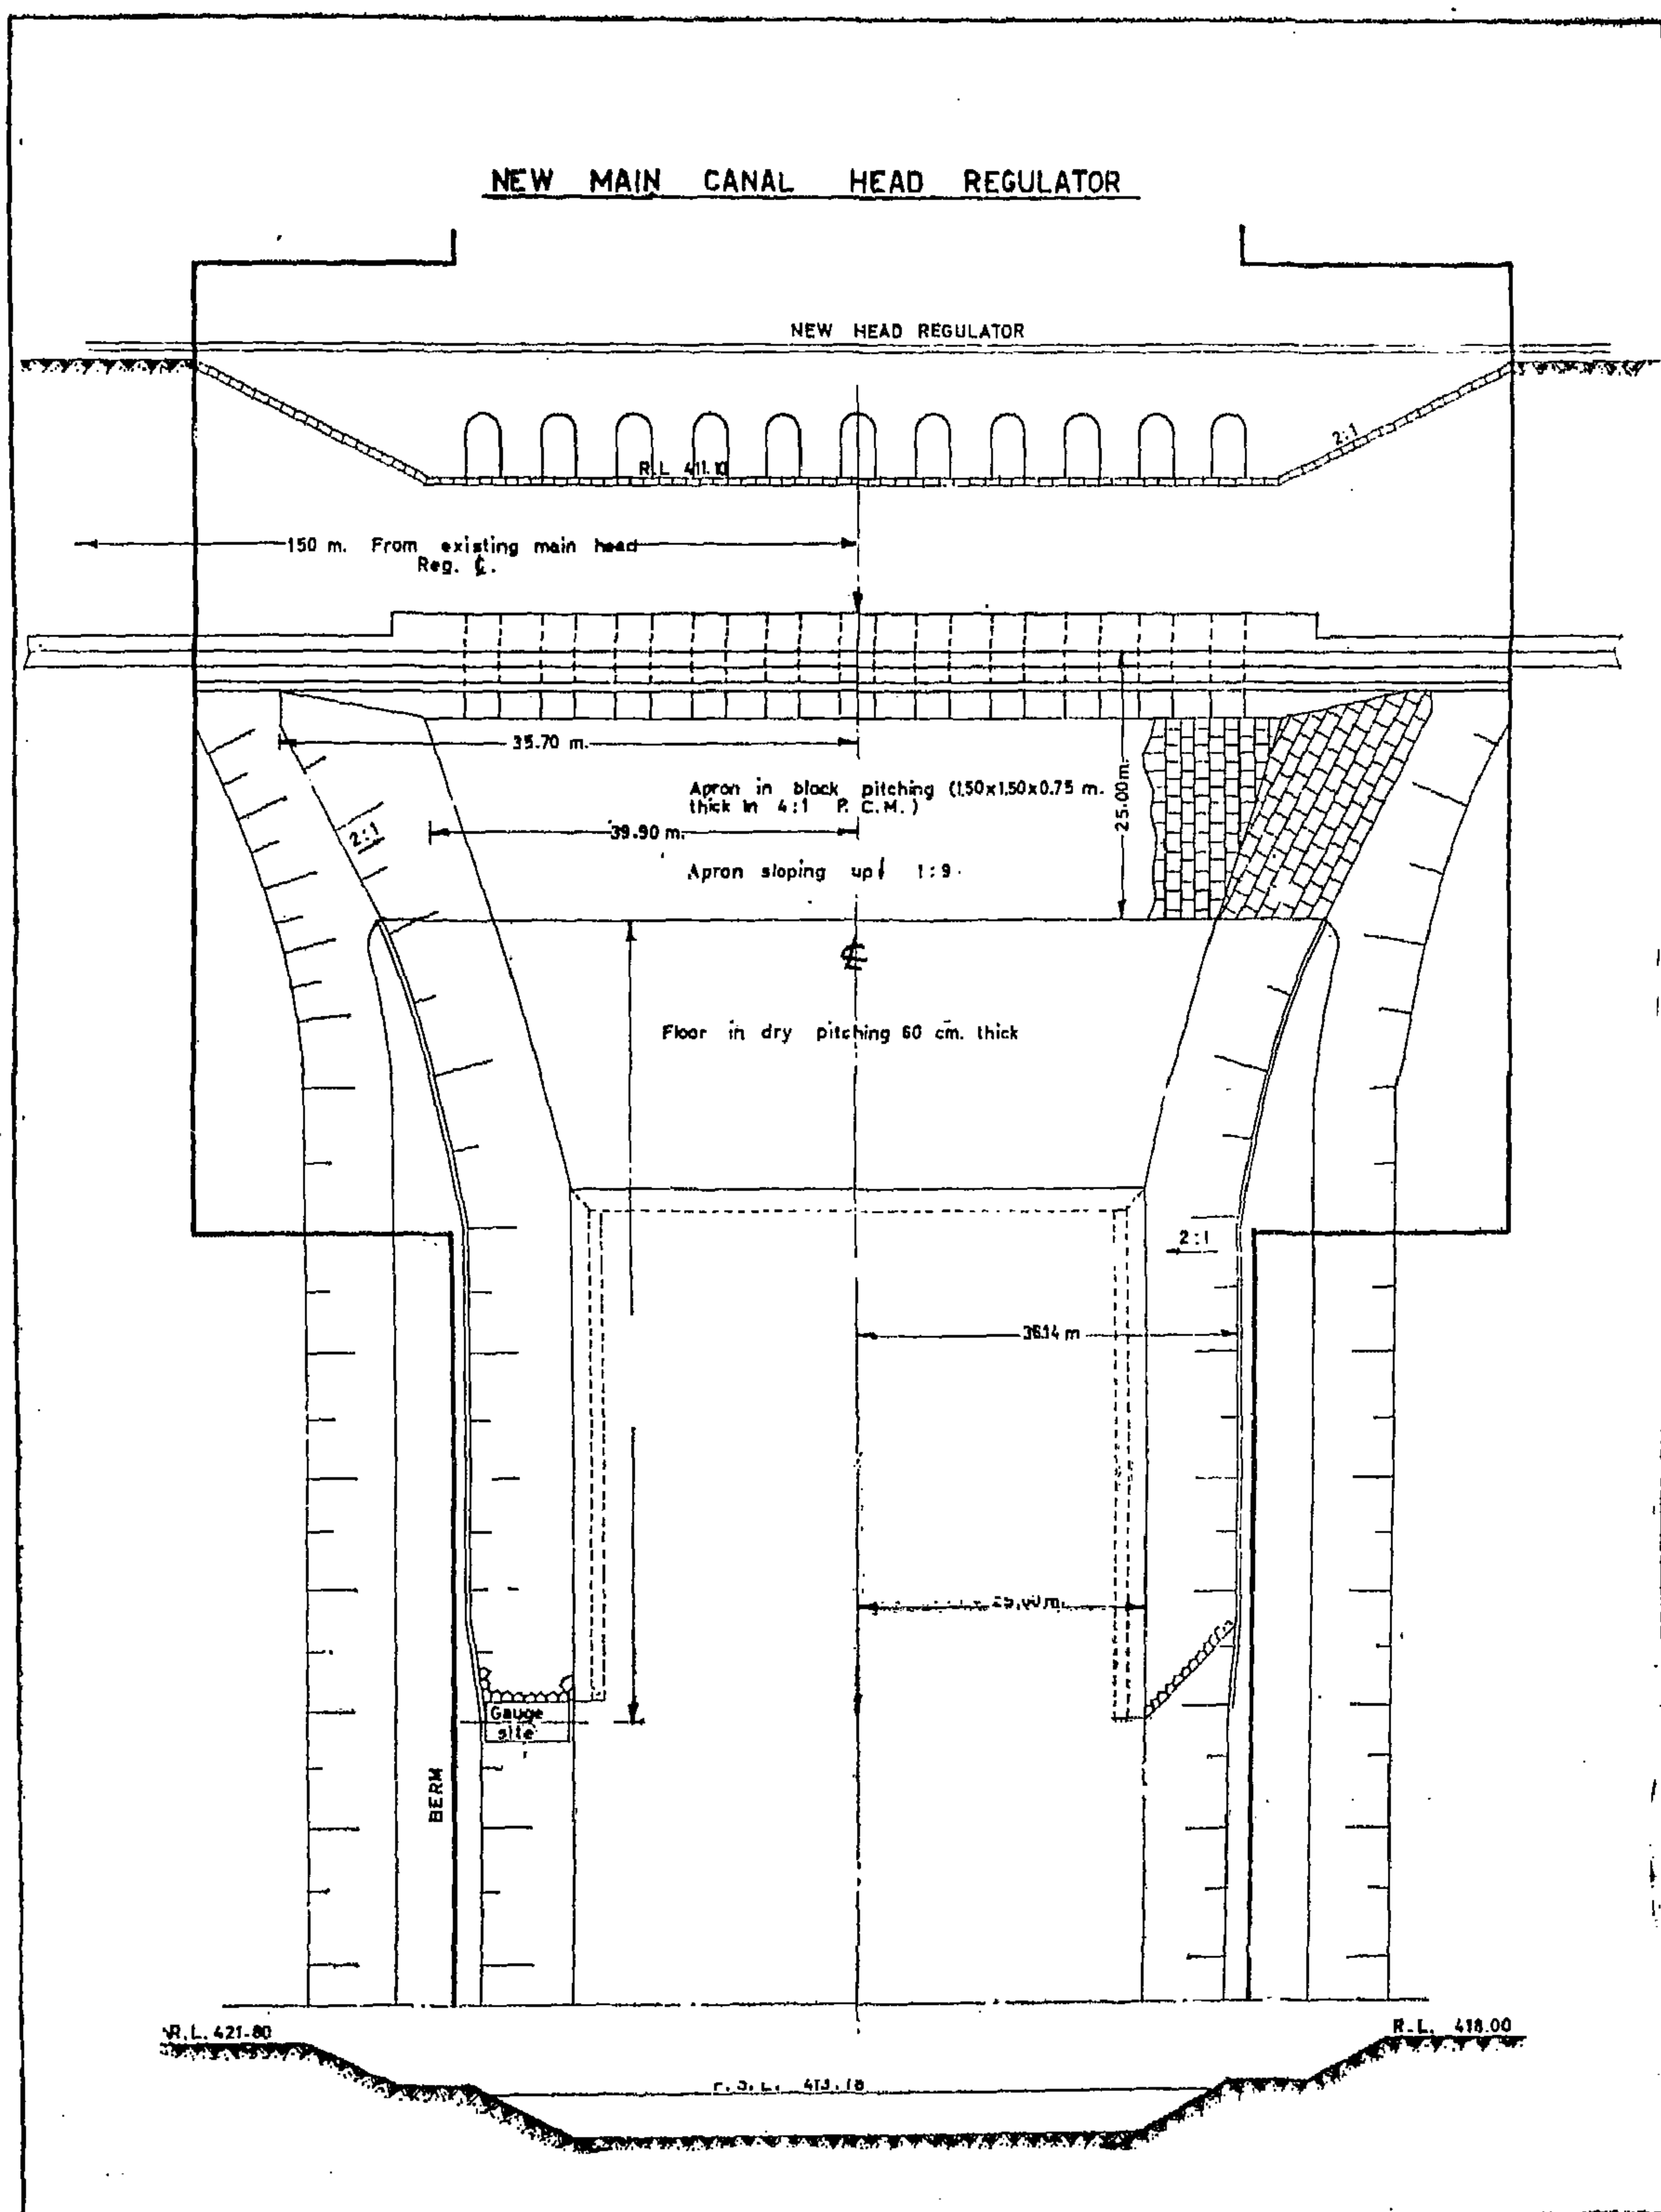 NEW MAIN CANAL HEAD REGULATOR
NEW HEAD REGULATOR
2:1
R.L 411.10
150 m. From existing main head
Reg. ℄.
35.70 m.
Apron in block pitching (1.50x1.50x0.75 m.
thick in 4:1 P. C.M.)
25.00m.
2:1
39.90 m.
Apron sloping up 1:9.
℄
Floor in dry pitching 60 cm. thick
2:1
36.14 m
25.00 m.
Gauge
site
BERM
R.L. 421.80
R.L. 418.00